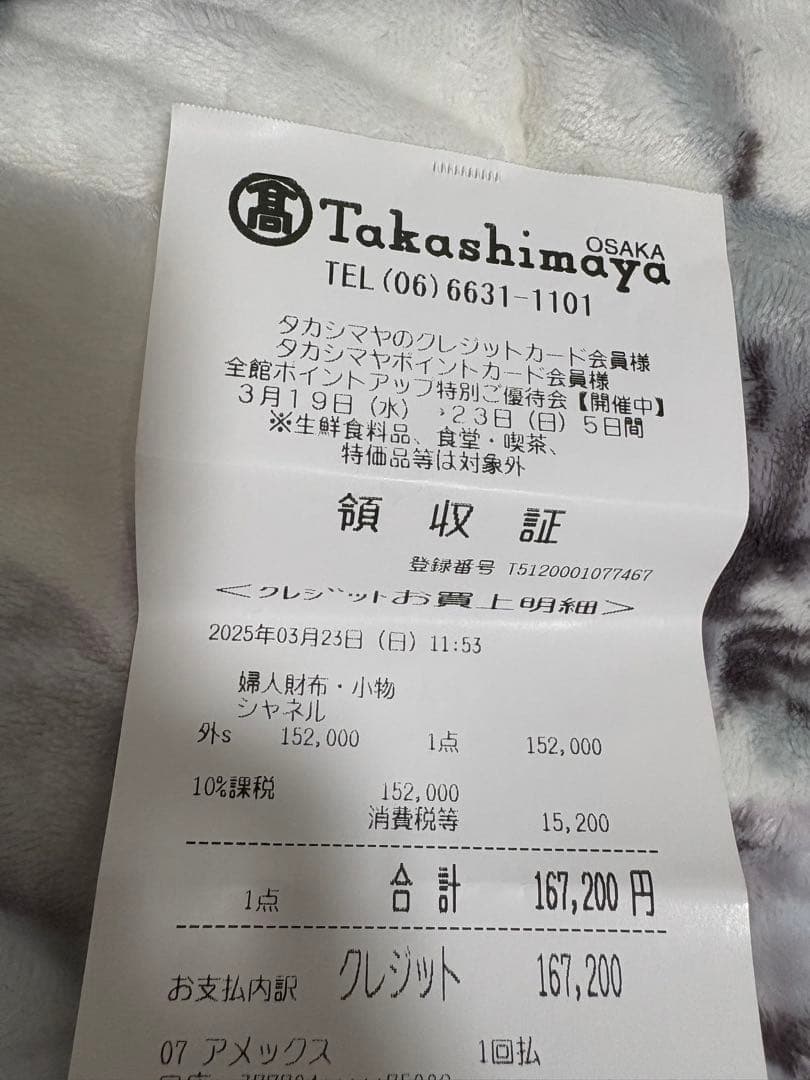 髙 Takashimaya OSAKA
TEL(06)6631-1101
タカシマヤのクレジットカード会員様
タカシマヤポイントカード会員様
全館ポイントアップ特別ご優待会【開催中】
3月19日(水) →23日(日)5日間
※生鮮食料品、食堂・喫茶、
特価品等は対象外
領 収 証
登録番号 T5120001077467
<クレジットお買上明細>
2025年03月23日(日)11:53
婦人財布・小物
シャネル
外s 152,000 1点 152,000
10%課税 152,000
消費税等 15,200
1点 合 計 167,200円
お支払内訳 クレジット 167,200
07 アメックス 1回払